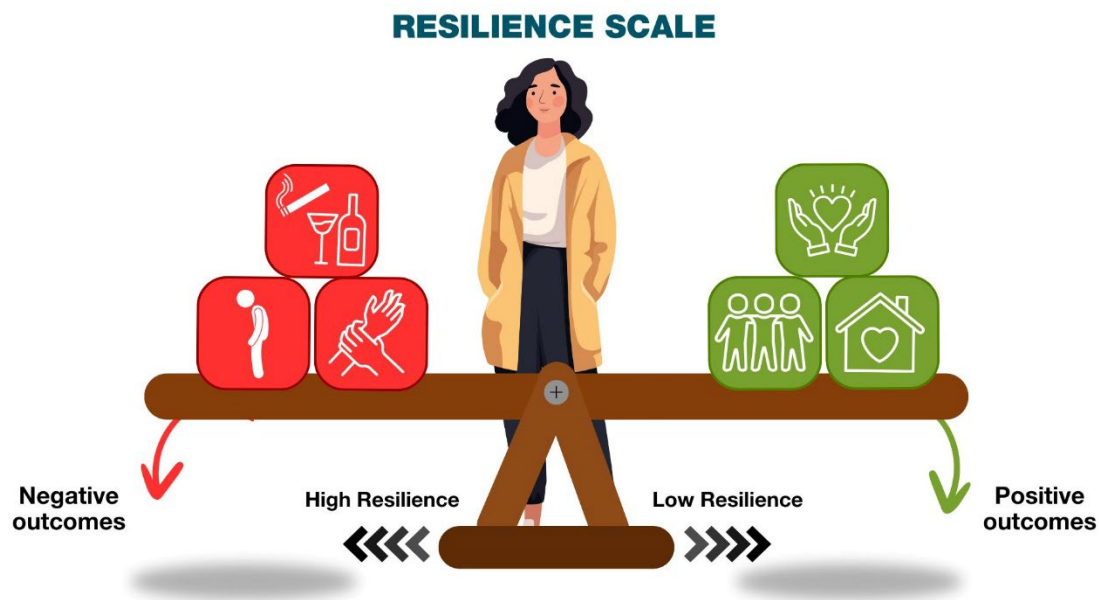 RESILIENCE SCALE
Negative
outcomes
High Resilience
Low Resilience
Positive
outcomes